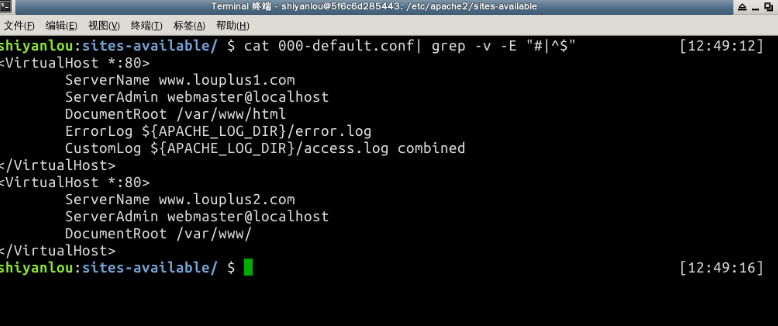 Terminal 终端 - shiyanlou@5f6c6d285443: /etc/apache2/sites-available
文件(F) 编辑(E) 视图(V) 终端(T) 标签(A) 帮助(H)
shiyanlou:sites-available/ $ cat 000-default.conf| grep -v -E "#|^$" [12:49:12]
<VirtualHost *:80>
        ServerName www.louplus1.com
        ServerAdmin webmaster@localhost
        DocumentRoot /var/www/html
        ErrorLog ${APACHE_LOG_DIR}/error.log
        CustomLog ${APACHE_LOG_DIR}/access.log combined
</VirtualHost>
<VirtualHost *:80>
        ServerName www.louplus2.com
        ServerAdmin webmaster@localhost
        DocumentRoot /var/www/
</VirtualHost>
shiyanlou:sites-available/ $ [12:49:16]